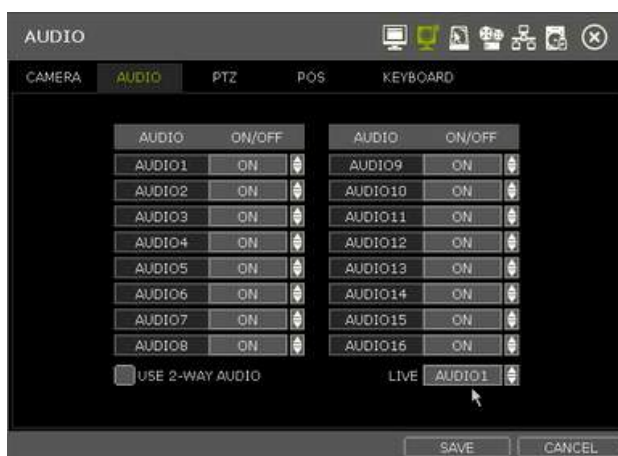 AUDIO
CAMERA AUDIO PTZ POS KEYBOARD
AUDIO ON/OFF AUDIO ON/OFF
AUDIO1 ON AUDIO9 ON
AUDIO2 ON AUDIO10 ON
AUDIO3 ON AUDIO11 ON
AUDIO4 ON AUDIO12 ON
AUDIO5 ON AUDIO13 ON
AUDIO6 ON AUDIO14 ON
AUDIO7 ON AUDIO15 ON
AUDIO8 ON AUDIO16 ON
USE 2-WAY AUDIO LIVE AUDIO1
SAVE CANCEL